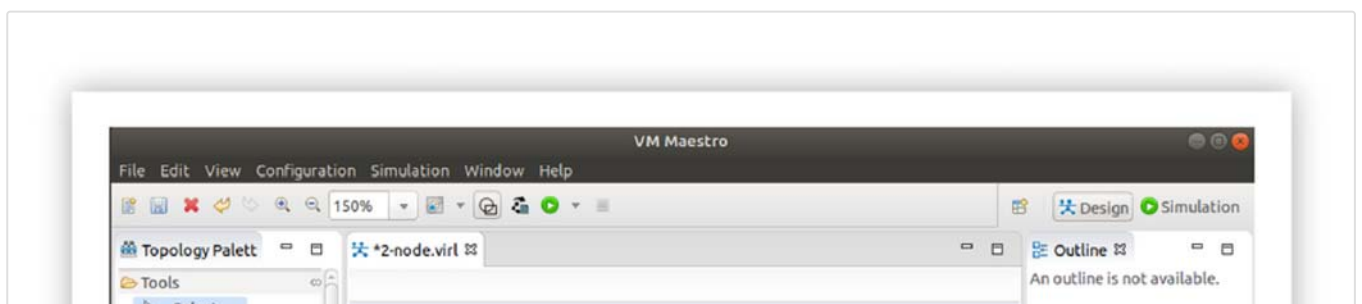 VM Maestro
File Edit View Configuration Simulation Window Help
150% Design Simulation
Topology Palett *2-node.virl Outline
An outline is not available.
Tools